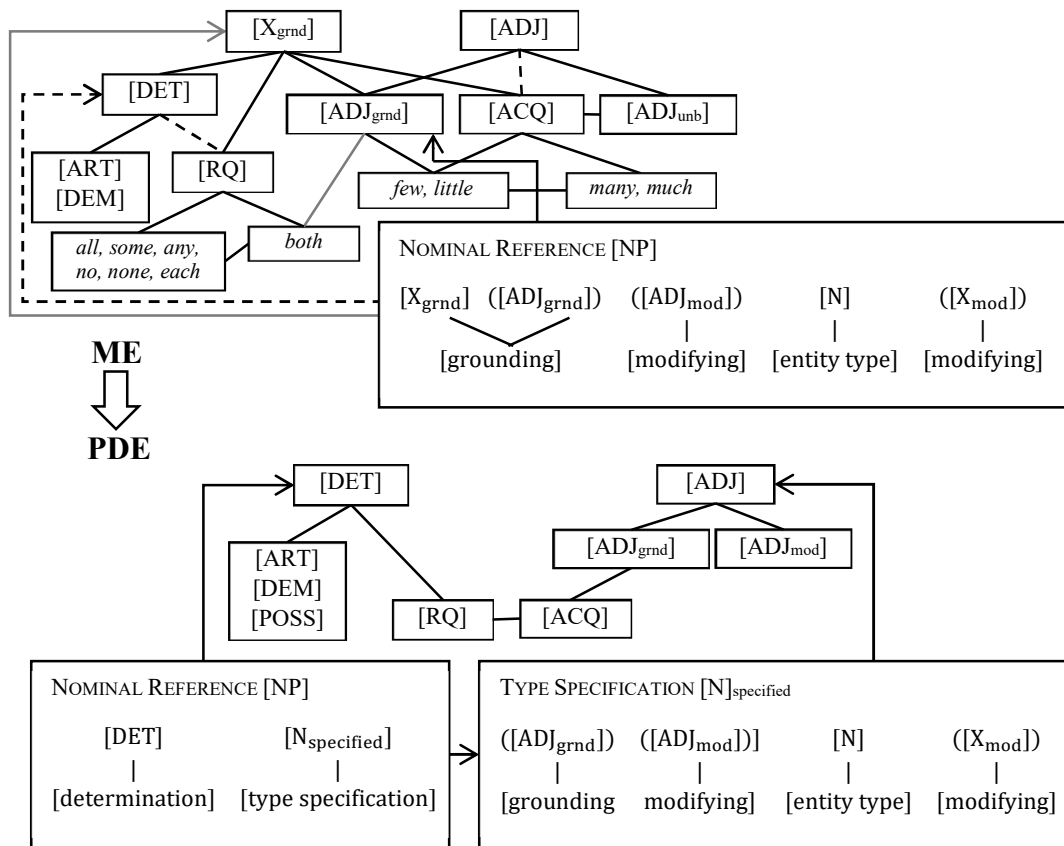 [Xgrnd] [ADJ]
[DET] [ADJgrnd] [ACQ] [ADJunb]
[ART] [RQ]
[DEM]
few, little many, much
all, some, any, both
no, none, each
NOMINAL REFERENCE [NP]
[Xgrnd] ([ADJgrnd]) ([ADJmod]) [N] ([Xmod])
[grounding] [modifying] [entity type] [modifying]
ME
PDE
[DET] [ADJ]
[ADJgrnd] [ADJmod]
[ART]
[DEM]
[POSS] [RQ] [ACQ]
NOMINAL REFERENCE [NP]
[DET] [Nspecified]
[determination] [type specification]
TYPE SPECIFICATION [N]specified
([ADJgrnd]) ([ADJmod])] [N] ([Xmod])
[grounding modifying] [entity type] [modifying]